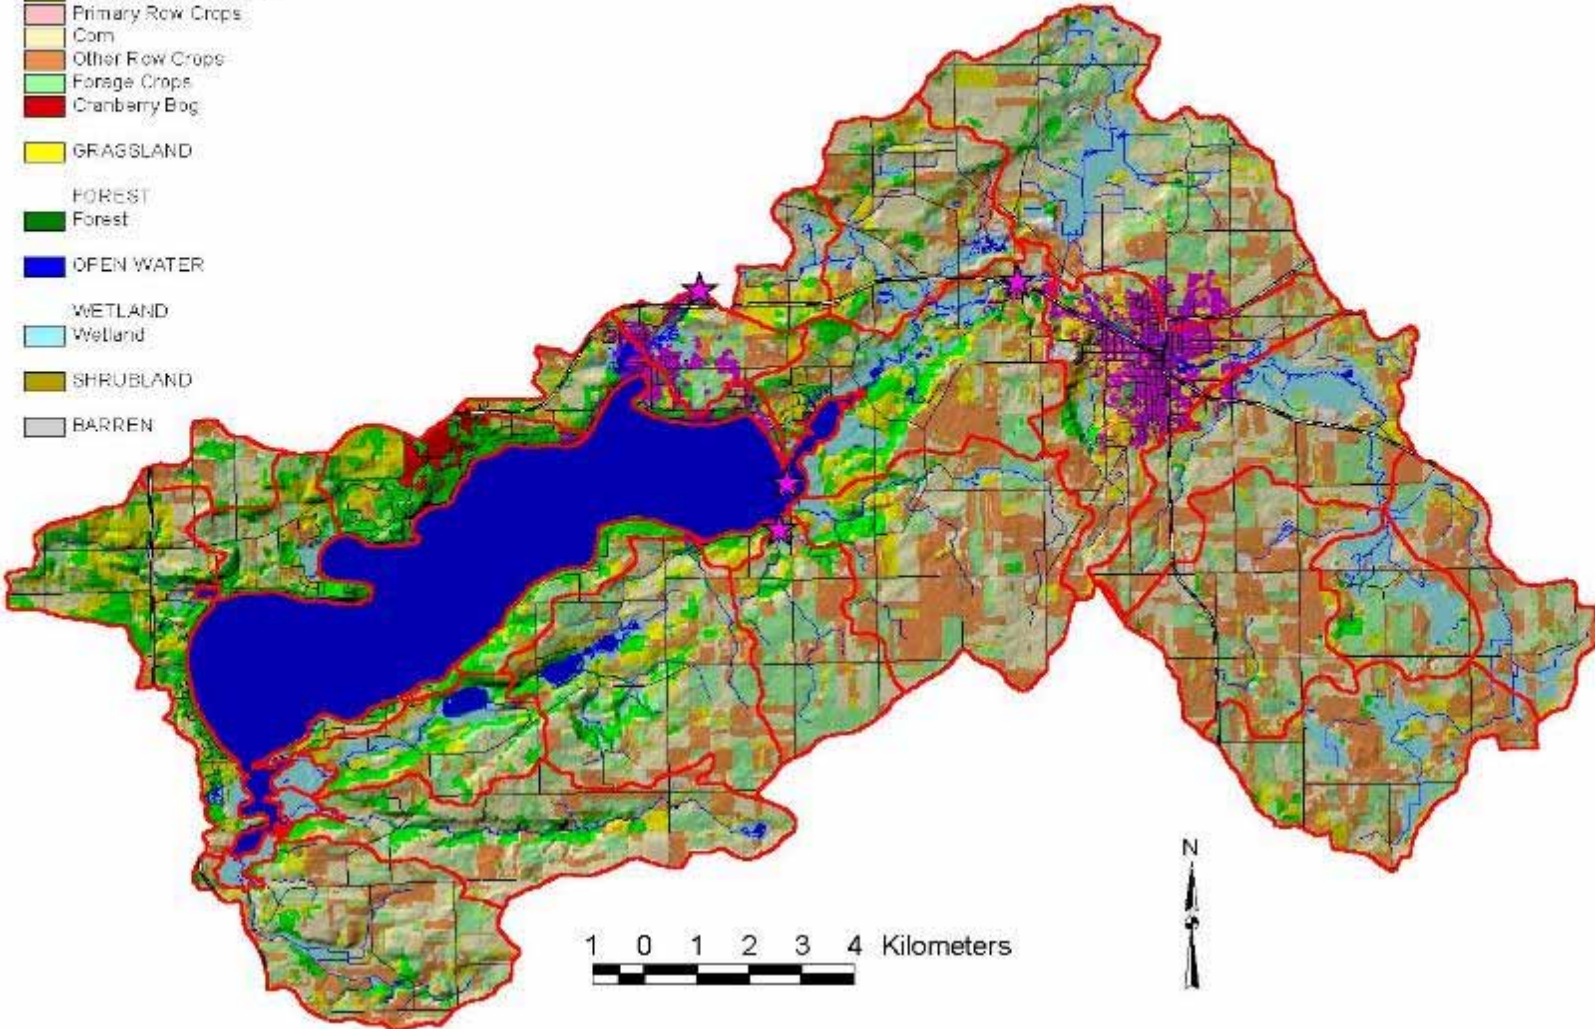 Primary Row Crops
Corn
Other Row Crops
Forage Crops
Cranberry Bog
GRASSLAND
FOREST
Forest
OPEN WATER
WETLAND
Wetland
SHRUBLAND
BARREN
N
1 0 1 2 3 4 Kilometers